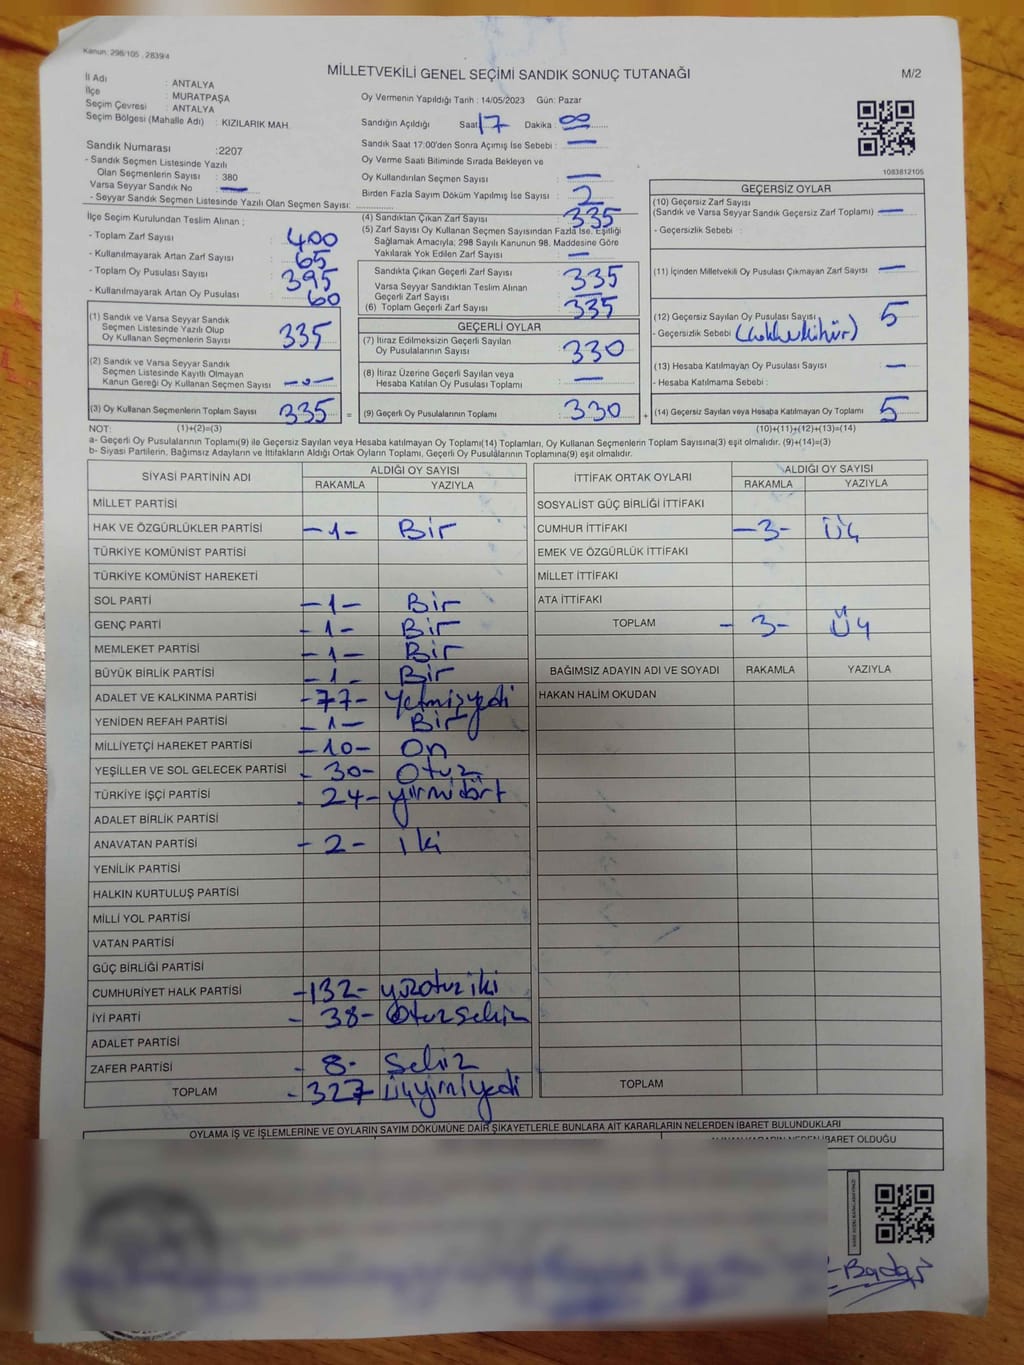 Kanun: 298/105 , 2839/4
MİLLETVEKİLİ GENEL SEÇİMİ SANDIK SONUÇ TUTANAĞI
M/2
İl Adı : ANTALYA
İlçe : MURATPAŞA
Seçim Çevresi : ANTALYA
Seçim Bölgesi (Mahalle Adı) : KIZILARIK MAH.
Sandık Numarası :2207
- Sandık Seçmen Listesinde Yazılı
Olan Seçmenlerin Sayısı : 380
Varsa Seyyar Sandık No —
- Seyyar Sandık Seçmen Listesinde Yazılı Olan Seçmen Sayısı:
Oy Vermenin Yapıldığı Tarih : 14/05/2023 Gün: Pazar
Sandığın Açıldığı Saat 17 Dakika : 00
Sandık Saat 17:00'den Sonra Açımış İse Sebebi : —
Oy Verme Saati Bitiminde Sırada Bekleyen ve
Oy Kullandırılan Seçmen Sayısı —
Birden Fazla Sayım Döküm Yapılmış İse Sayısı : 2
1083812105
İlçe Seçim Kurulundan Teslim Alınan ;
- Toplam Zarf Sayısı : 400
- Kullanılmayarak Artan Zarf Sayısı : 65
- Toplam Oy Pusulası Sayısı : 395
- Kullanılmayarak Artan Oy Pusulası : 60
(4) Sandıktan Çıkan Zarf Sayısı : 335
(5) Zarf Sayısı Oy Kullanan Seçmen Sayısından Fazla İse, Eşitliği
Sağlamak Amacıyla; 298 Sayılı Kanunun 98. Maddesine Göre
Yakılarak Yok Edilen Zarf Sayısı : —
Sandıkta Çıkan Geçerli Zarf Sayısı : 335
Varsa Seyyar Sandıktan Teslim Alınan
Geçerli Zarf Sayısı : —
(6) Toplam Geçerli Zarf Sayısı : 335
GEÇERSİZ OYLAR
(10) Geçersiz Zarf Sayısı
(Sandık ve Varsa Seyyar Sandık Geçersiz Zarf Toplamı) —
- Geçersizlik Sebebi :
(11) İçinden Milletvekili Oy Pusulası Çıkmayan Zarf Sayısı —
(12) Geçersiz Sayılan Oy Pusulası Sayısı 5
- Geçersizlik Sebebi
(13) Hesaba Katılmayan Oy Pusulası Sayısı —
- Hesaba Katılmama Sebebi :
(14) Geçersiz Sayılan veya Hesaba Katılmayan Oy Toplamı 5
(1) Sandık ve Varsa Seyyar Sandık
Seçmen Listesinde Yazılı Olup
Oy Kullanan Seçmenlerin Sayısı 335
(2) Sandık ve Varsa Seyyar Sandık
Seçmen Listesinde Kayıtlı Olmayan
Kanun Gereği Oy Kullanan Seçmen Sayısı -0-
(3) Oy Kullanan Seçmenlerin Toplam Sayısı 335 =
GEÇERLİ OYLAR
(7) İtiraz Edilmeksizin Geçerli Sayılan
Oy Pusulalarının Sayısı 330
(8) İtiraz Üzerine Geçerli Sayılan veya
Hesaba Katılan Oy Pusulası Toplamı —
(9) Geçerli Oy Pusulalarının Toplamı 330 +
NOT: (1)+(2)=(3)
(10)+(11)+(12)+(13)=(14)
a- Geçerli Oy Pusulalarının Toplamı(9) ile Geçersiz Sayılan veya Hesaba katılmayan Oy Toplamı(14) Toplamları, Oy Kullanan Seçmenlerin Toplam Sayısına(3) eşit olmalıdır. (9)+(14)=(3)
b- Siyasi Partilerin, Bağımsız Adayların ve İttifakların Aldığı Ortak Oyların Toplamı, Geçerli Oy Pusulalarının Toplamına(9) eşit olmalıdır.
SİYASİ PARTİNİN ADI ALDIĞI OY SAYISI
RAKAMLA YAZIYLA
MİLLET PARTİSİ
HAK VE ÖZGÜRLÜKLER PARTİSİ -1- Bir
TÜRKİYE KOMÜNİST PARTİSİ
TÜRKİYE KOMÜNİST HAREKETİ
SOL PARTİ -1- Bir
GENÇ PARTİ -1- Bir
MEMLEKET PARTİSİ -1- Bir
BÜYÜK BİRLİK PARTİSİ -1- Bir
ADALET VE KALKINMA PARTİSİ -77- yetmişyedi
YENİDEN REFAH PARTİSİ -1- Bir
MİLLİYETÇİ HAREKET PARTİSİ -10- On
YEŞİLLER VE SOL GELECEK PARTİSİ - 30- Otuz
TÜRKİYE İŞÇİ PARTİSİ - 24- yirmidört
ADALET BİRLİK PARTİSİ
ANAVATAN PARTİSİ -2- iki
YENİLİK PARTİSİ
HALKIN KURTULUŞ PARTİSİ
MİLLİ YOL PARTİSİ
VATAN PARTİSİ
GÜÇ BİRLİĞİ PARTİSİ
CUMHURİYET HALK PARTİSİ -132- yüzotuziki
İYİ PARTİ - 38- Otuzsekiz
ADALET PARTİSİ
ZAFER PARTİSİ - 8- Sekiz
TOPLAM -327 üçyirmiyedi
İTTİFAK ORTAK OYLARI ALDIĞI OY SAYISI
RAKAMLA YAZIYLA
SOSYALİST GÜÇ BİRLİĞİ İTTİFAKI
CUMHUR İTTİFAKI -3- Üç
EMEK VE ÖZGÜRLÜK İTTİFAKI
MİLLET İTTİFAKI
ATA İTTİFAKI
TOPLAM - 3- Üç
BAĞIMSIZ ADAYIN ADI VE SOYADI RAKAMLA YAZIYLA
HAKAN HALİM OKUDAN
TOPLAM
OYLAMA İŞ VE İŞLEMLERİNE VE OYLARIN SAYIM DÖKÜMÜNE DAİR ŞİKAYETLERLE BUNLARA AİT KARARLARIN NELERDEN İBARET BULUNDUKLARI
İBARET OLDUĞU